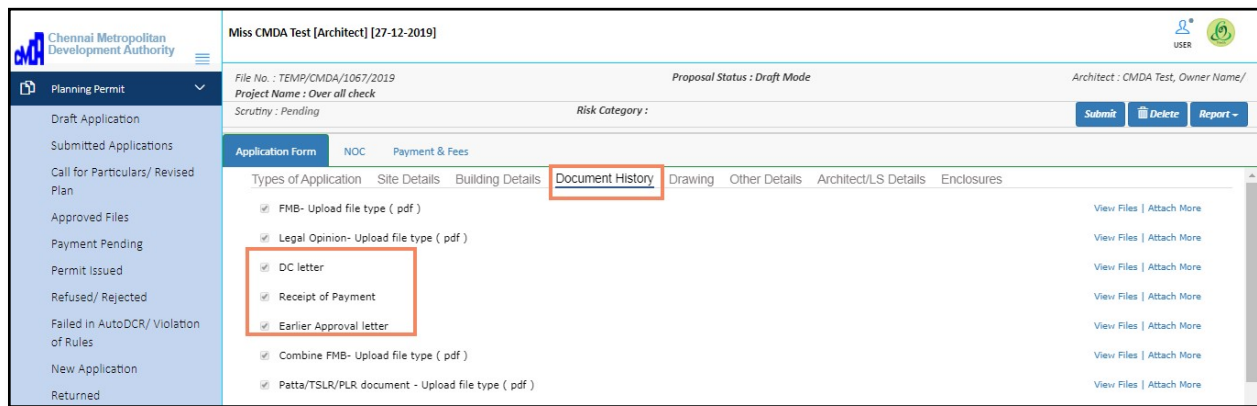 Chennai Metropolitan
Development Authority
Miss CMDA Test [Architect] [27-12-2019]
USER
Planning Permit
Draft Application
Submitted Applications
Call for Particulars/ Revised
Plan
Approved Files
Payment Pending
Permit Issued
Refused/ Rejected
Failed in AutoDCR/ Violation
of Rules
New Application
Returned
File No. : TEMP/CMDA/1067/2019
Proposal Status : Draft Mode
Architect : CMDA Test, Owner Name/
Project Name : Over all check
Scrutiny : Pending
Risk Category :
Submit
Delete
Report
Application Form NOC Payment & Fees
Types of Application Site Details Building Details Document History Drawing Other Details Architect/LS Details Enclosures
FMB- Upload file type ( pdf ) View Files | Attach More
Legal Opinion- Upload file type ( pdf ) View Files | Attach More
DC letter View Files | Attach More
Receipt of Payment View Files | Attach More
Earlier Approval letter View Files | Attach More
Combine FMB- Upload file type ( pdf ) View Files | Attach More
Patta/TSLR/PLR document - Upload file type ( pdf ) View Files | Attach More